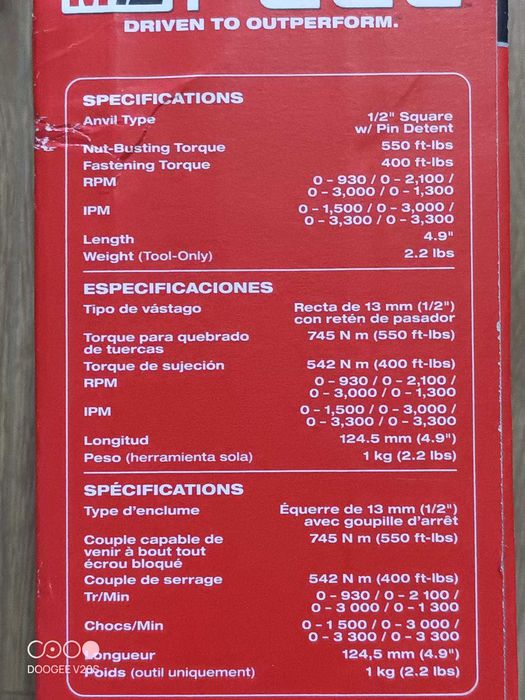 DRIVEN TO OUTPERFORM.
SPECIFICATIONS
Anvil Type 1/2" Square
w/ Pin Detent
Nut-Busting Torque 550 ft-lbs
Fastening Torque 400 ft-lbs
RPM 0 – 930 / 0 – 2,100 /
0 – 3,000 / 0 – 1,300
IPM 0 – 1,500 / 0 – 3,000 /
0 – 3,300 / 0 – 3,300
Length 4.9"
Weight (Tool-Only) 2.2 lbs
ESPECIFICACIONES
Tipo de vástago Recta de 13 mm (1/2")
con retén de pasador
Torque para quebrado 745 N m (550 ft-lbs)
de tuercas
Torque de sujeción 542 N m (400 ft-lbs)
RPM 0 – 930 / 0 – 2,100 /
0 – 3,000 / 0 – 1,300
IPM 0 – 1,500 / 0 – 3,000 /
0 – 3,300 / 0 – 3,300
Longitud 124.5 mm (4.9")
Peso (herramienta sola) 1 kg (2.2 lbs)
SPÉCIFICATIONS
Type d'enclume Équerre de 13 mm (1/2")
avec goupille d'arrêt
Couple capable de 745 N m (550 ft-lbs)
venir à bout tout
écrou bloqué
Couple de serrage 542 N m (400 ft-lbs)
Tr/Min 0 – 930 / 0 – 2 100 /
0 – 3 000 / 0 – 1 300
Chocs/Min 0 – 1 500 / 0 – 3 000 /
0 – 3 300 / 0 – 3 300
Longueur 124,5 mm (4.9")
Poids (outil uniquement) 1 kg (2.2 lbs)
DOOGEE V20S